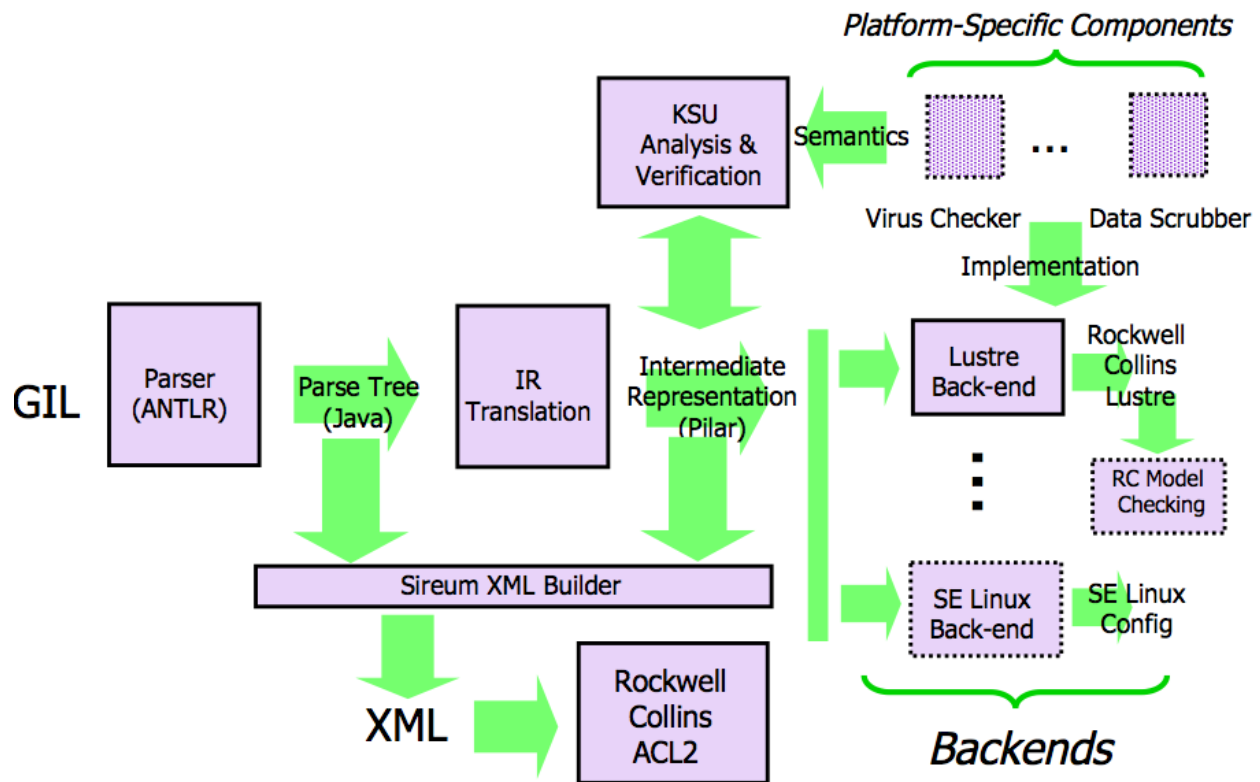 Platform-Specific Components
KSU
Analysis &
Verification
Semantics
...
Virus Checker
Data Scrubber
Implementation
GIL
Parser
(ANTLR)
Parse Tree
(Java)
IR
Translation
Intermediate
Representation
(Pilar)
Lustre
Back-end
Rockwell
Collins
Lustre
RC Model
Checking
Sireum XML Builder
SE Linux
Back-end
SE Linux
Config
XML
Rockwell
Collins
ACL2
Backends